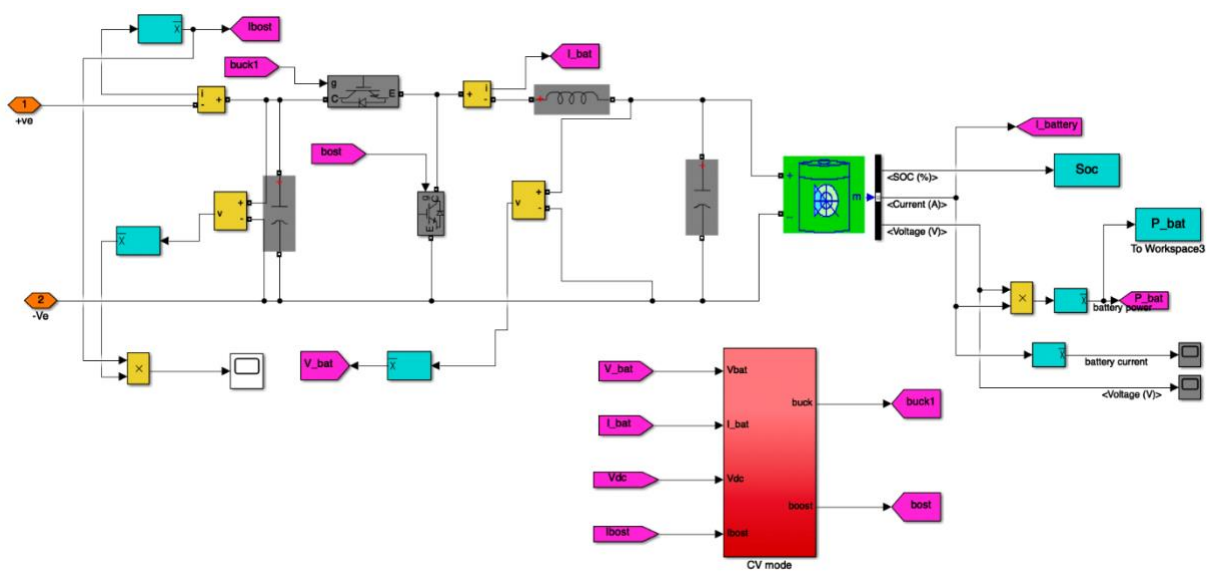 x
Ibost
buck1
I_bat
i
-
+
g
C
E
+
i
-
+
1
+ve
bost
g
C
E
+
v
-
x
v
+
-
+
-
m
<SOC (%)>
<Current (A)>
<Voltage (V)>
I_battery
Soc
P_bat
To Workspace3
×
x
P_bat
battery power
2
-Ve
×
V_bat
x
x
battery current
<Voltage (V)>
V_bat
I_bat
Vdc
Ibost
Vbat
I_bat
Vdc
Ibost
buck
boost
buck1
bost
CV mode